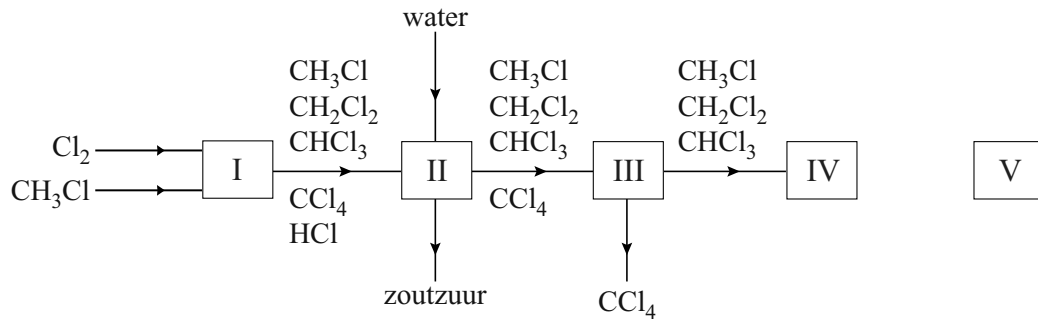 water
CH₃Cl
CH₂Cl₂
CHCl₃
CH₃Cl
CH₂Cl₂
CHCl₃
CH₃Cl
CH₂Cl₂
CHCl₃
Cl₂
CH₃Cl
I
II
III
IV
V
CCl₄
HCl
CCl₄
zoutzuur
CCl₄